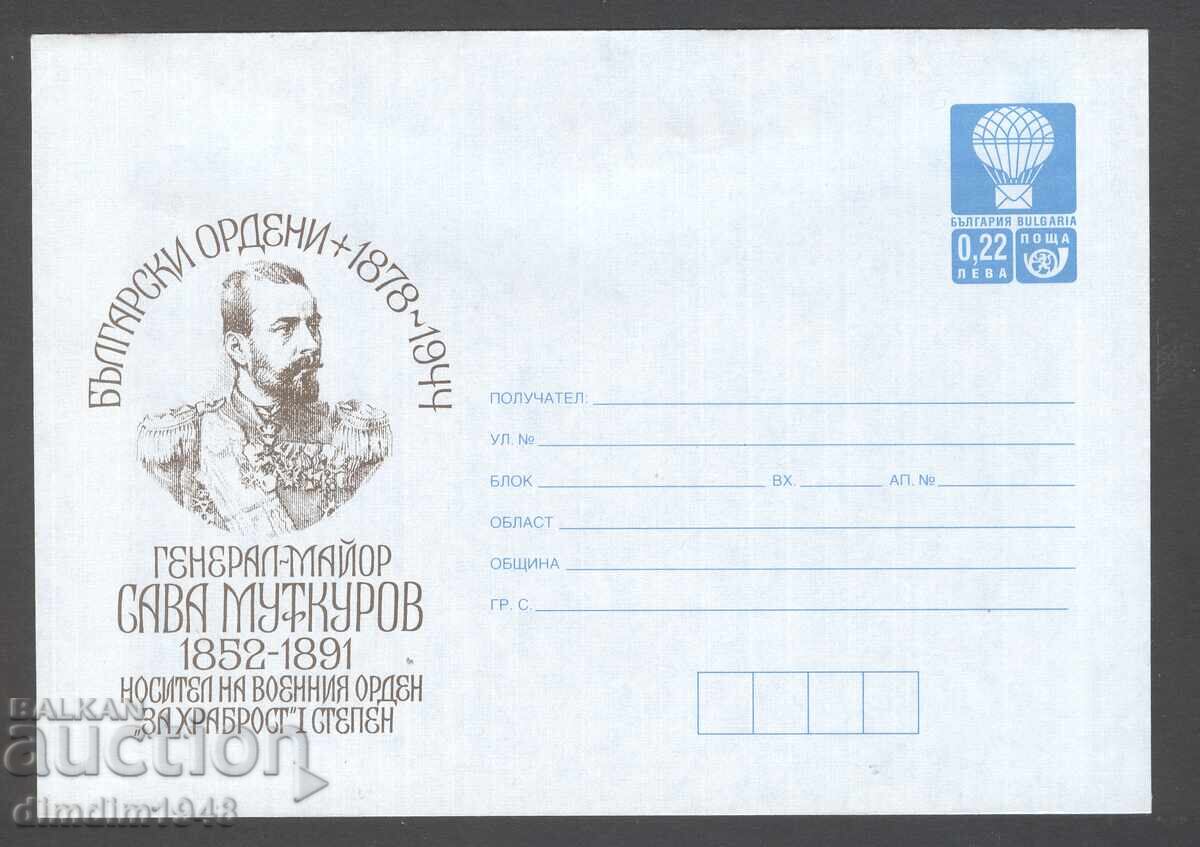 БЪЛГАРСКИ ОРДЕНИ + 1878~1944
ГЕНЕРАЛ-МАЙОР
САВА МУТКУРОВ
1852-1891
НОСИТЕЛ НА ВОЕННИЯ ОРДЕН
„ЗА ХРАБРОСТ" I СТЕПЕН
БЪЛГАРИЯ BULGARIA
0,22
ЛЕВА
ПОЩА
ПОЛУЧАТЕЛ:
УЛ. №
БЛОК ВХ. АП. №
ОБЛАСТ
ОБЩИНА
ГР. С.
BALKAN
auction
dimdim1948